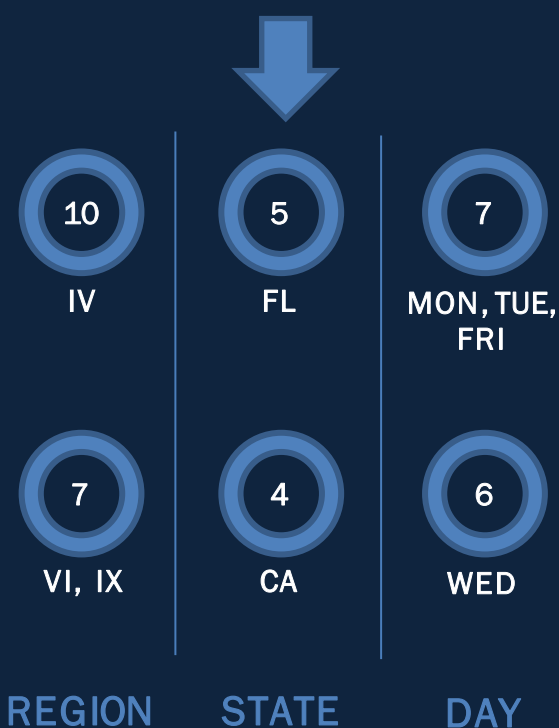 10
5
7
IV
FL
MON, TUE,
FRI
7
4
6
VI, IX
CA
WED
REGION
STATE
DAY